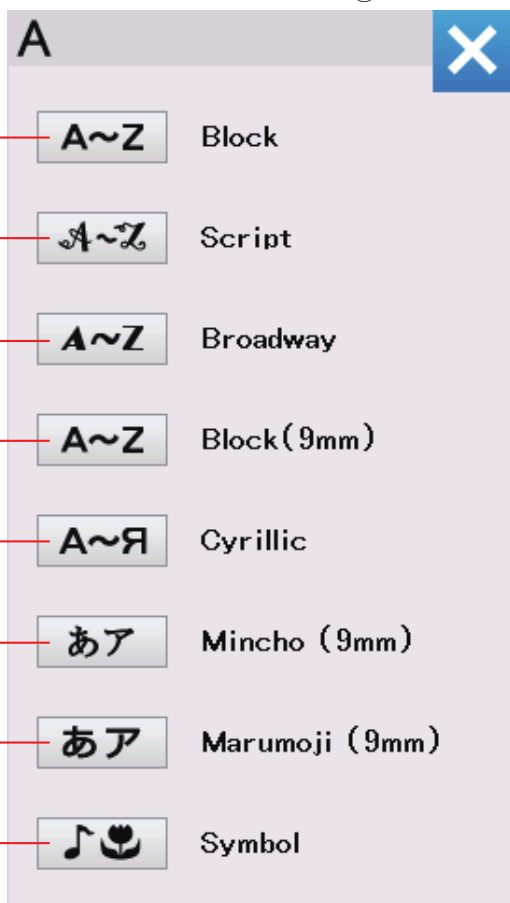 A
A~Z Block
A~Z Script
A~Z Broadway
A~Z Block(9mm)
A~Я Cyrillic
あア Mincho (9mm)
あア Marumoji (9mm)
Symbol